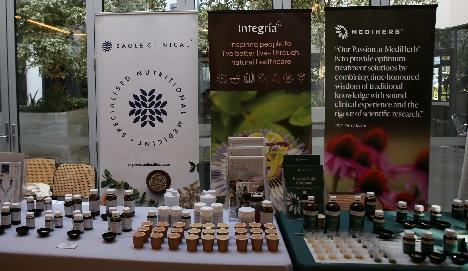 EAGLE CLINICAL
SPECIALISED NUTRITIONAL MEDICINE
Integria
Inspiring people to
live better lives through
natural healthcare
MEDIHERB
"Our Passion at MediHerb
is to provide optimum
treatment solutions by
combining time-honoured
wisdom of traditional
knowledge with sound
clinical experience and the
rigour of scientific research."